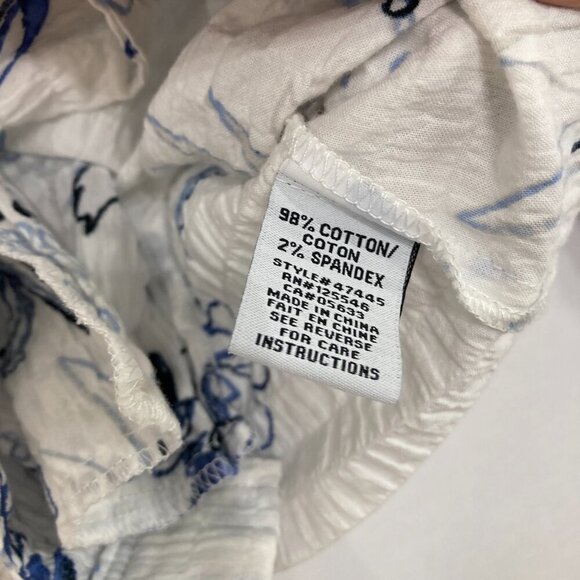 98% COTTON/
COTON
2% SPANDEX
STYLE#47445
RN#125546
CA#05633
MADE IN CHINA
FAIT EN CHINE
SEE REVERSE
FOR CARE
INSTRUCTIONS